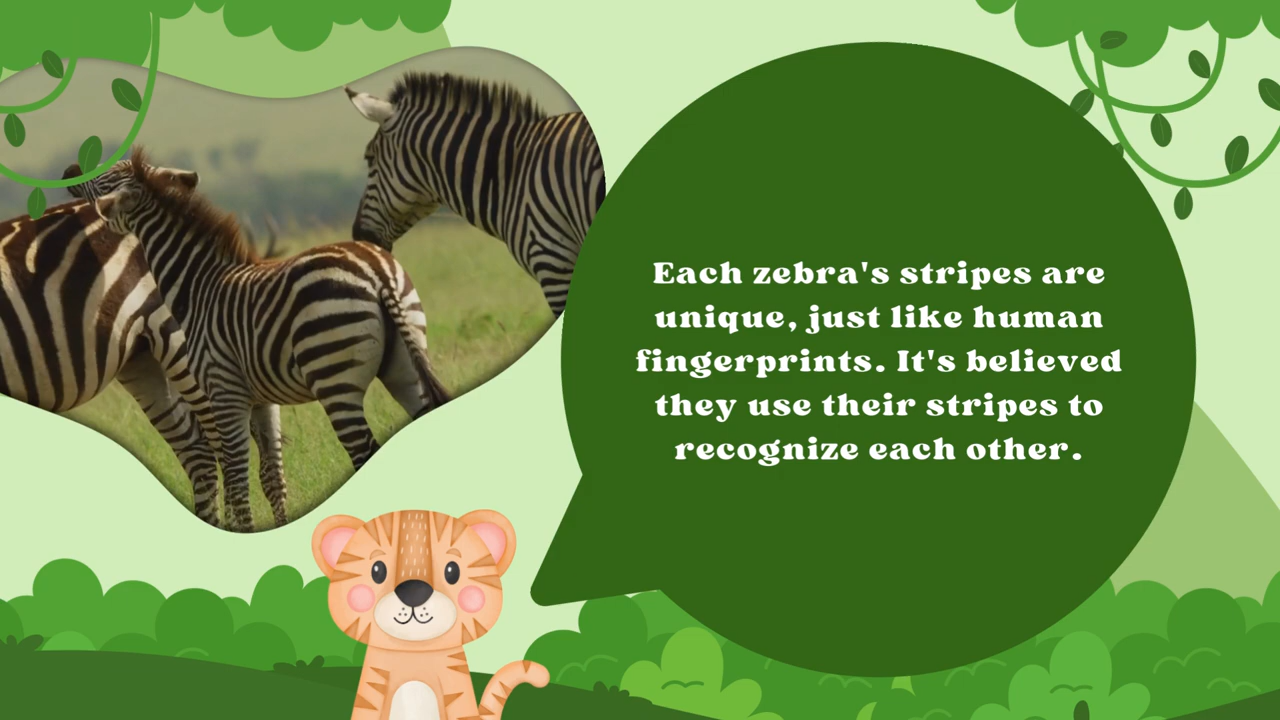 Each zebra's stripes are
unique, just like human
fingerprints. It's believed
they use their stripes to
recognize each other.